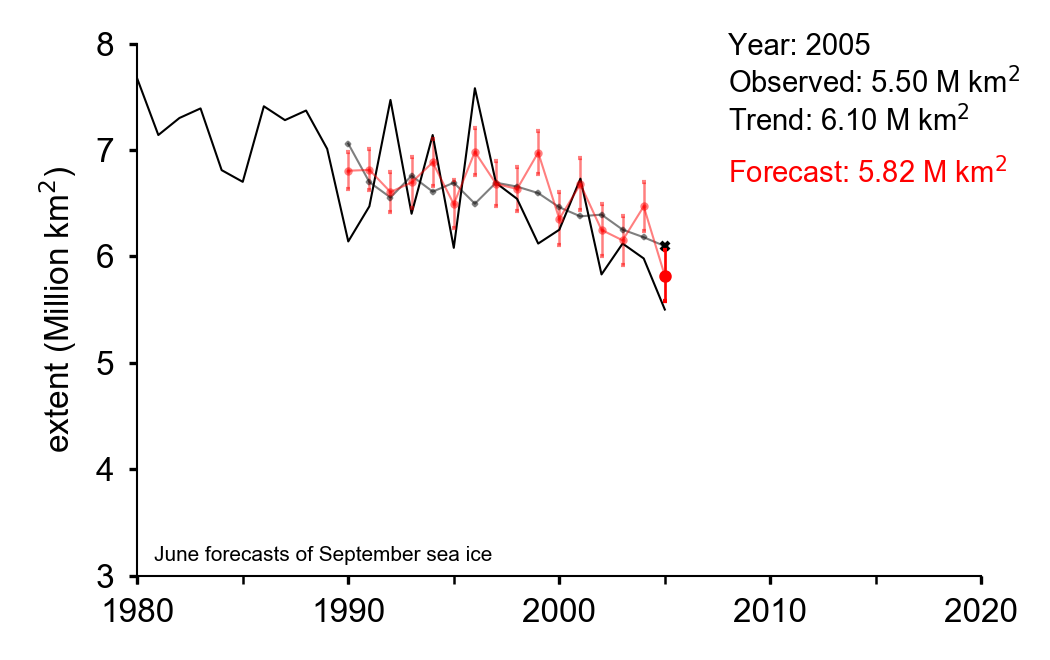 Year: 2005
Observed: 5.50 M km²
Trend: 6.10 M km²
Forecast: 5.82 M km²
8
7
6
5
4
3
extent (Million km²)
June forecasts of September sea ice
1980 1990 2000 2010 2020